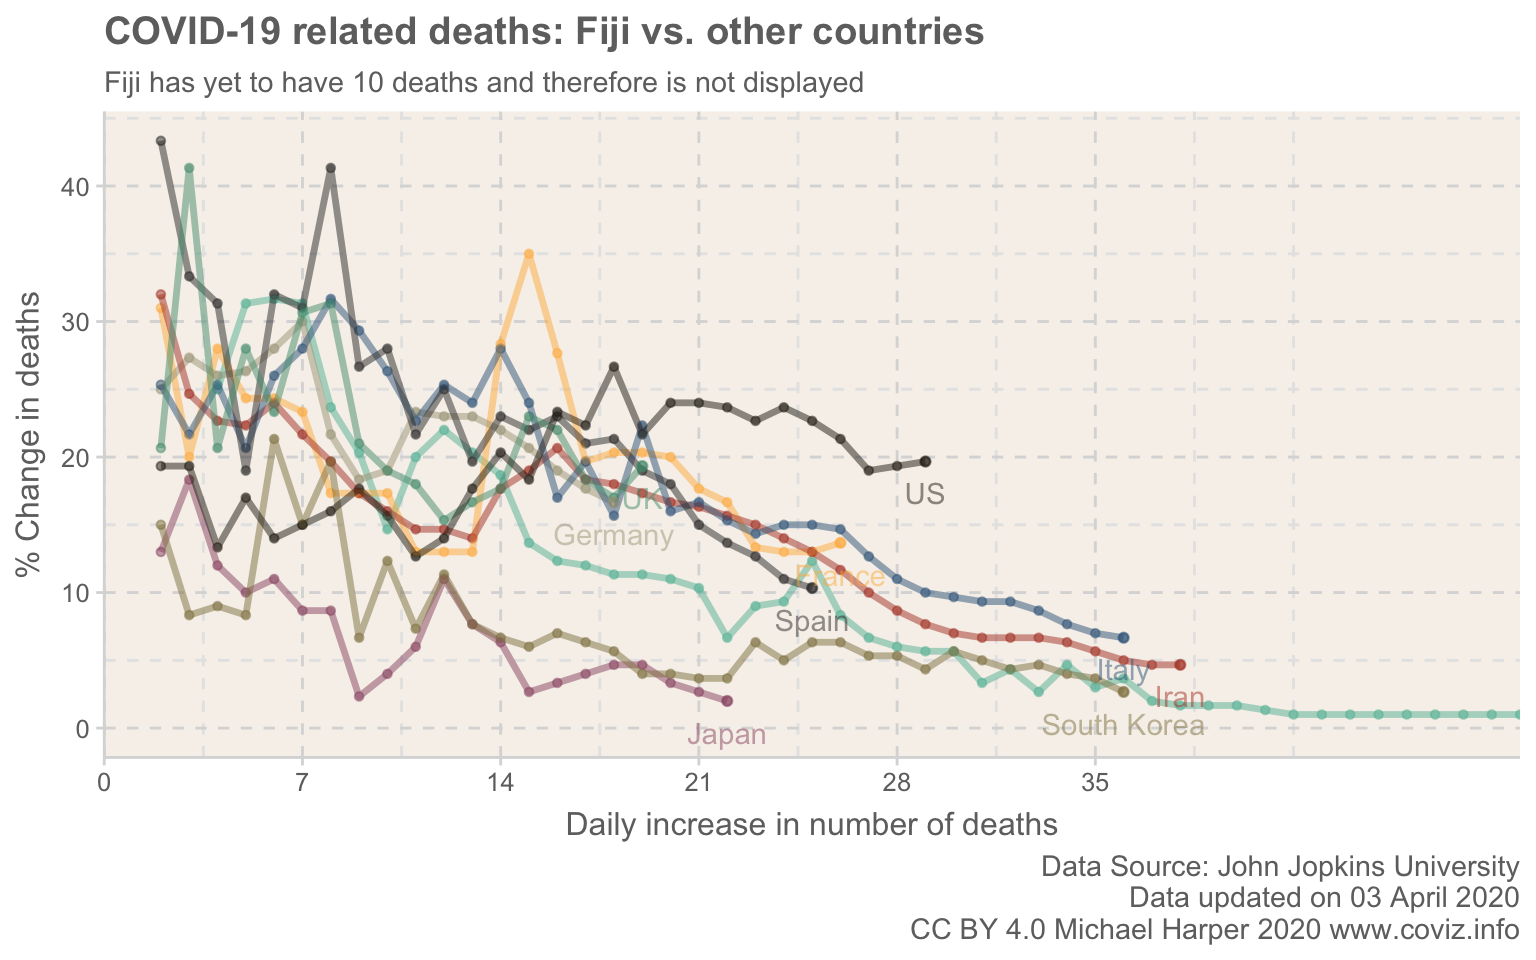 COVID-19 related deaths: Fiji vs. other countries
Fiji has yet to have 10 deaths and therefore is not displayed
% Change in deaths
40
30
20
10
0
US
UK
Germany
France
Spain
Italy
Iran
South Korea
Japan
0 7 14 21 28 35
Daily increase in number of deaths
Data Source: John Jopkins University
Data updated on 03 April 2020
CC BY 4.0 Michael Harper 2020 www.coviz.info